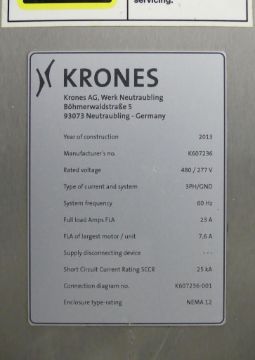 servicing.
KRONES
Krones AG, Werk Neutraubling
Böhmerwaldstraße 5
93073 Neutraubling - Germany
Year of construction 2013
Manufacturer's no. K607236
Rated voltage 480 / 277 V
Type of current and system 3PH/GND
System frequency 60 Hz
Full load Amps FLA 23 A
FLA of largest motor / unit 7,6 A
Supply disconnecting device - - -
Short Circuit Current Rating SCCR 25 kA
Connection diagram no. K607236-001
Enclosure type-rating NEMA 12